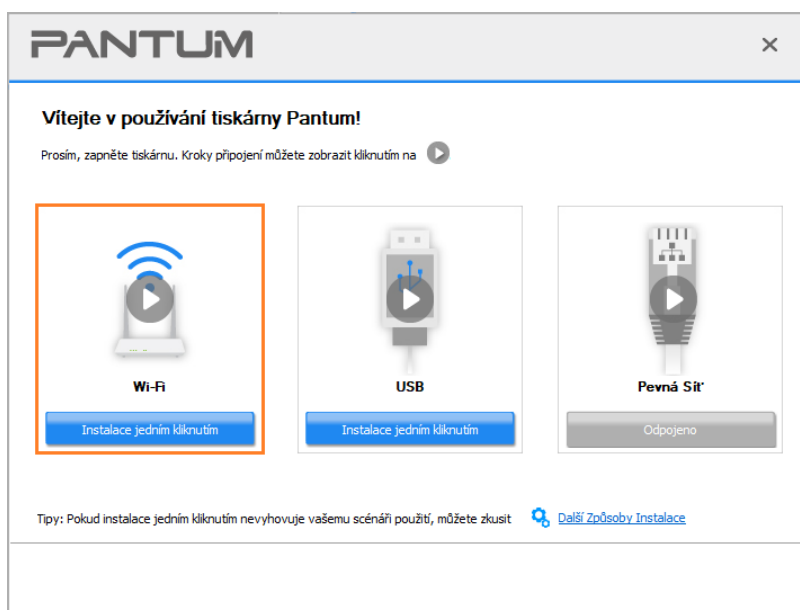 PANTUM
Vítejte v používání tiskárny Pantum!
Prosím, zapněte tiskárnu. Kroky připojení můžete zobrazit kliknutím na
Wi-Fi
USB
Pevná Síť
Instalace jedním kliknutím
Instalace jedním kliknutím
Odpojeno
Tipy: Pokud instalace jedním kliknutím nevyhovuje vašemu scénáři použití, můžete zkusit
Další Způsoby Instalace